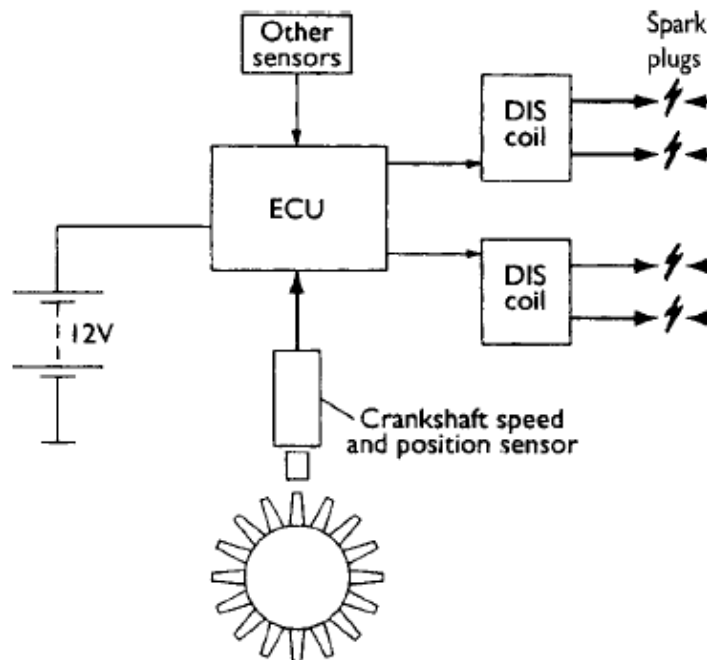 Other
sensors
Spark
plugs
DIS
coil
ECU
DIS
coil
12V
Crankshaft speed
and position sensor